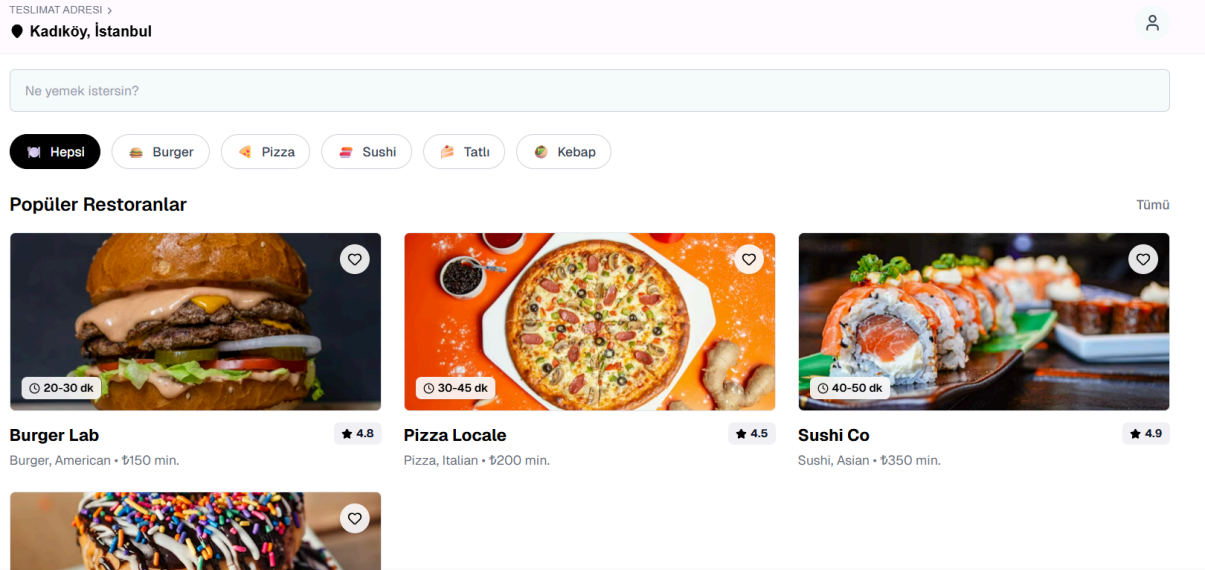 TESLIMAT ADRESI >
Kadıköy, İstanbul
Ne yemek istersin?
Hepsi
Burger
Pizza
Sushi
Tatlı
Kebap
Popüler Restoranlar
Tümü
20-30 dk
30-45 dk
40-50 dk
Burger Lab
4.8
Pizza Locale
4.5
Sushi Co
4.9
Burger, American • ₺150 min.
Pizza, Italian • ₺200 min.
Sushi, Asian • ₺350 min.